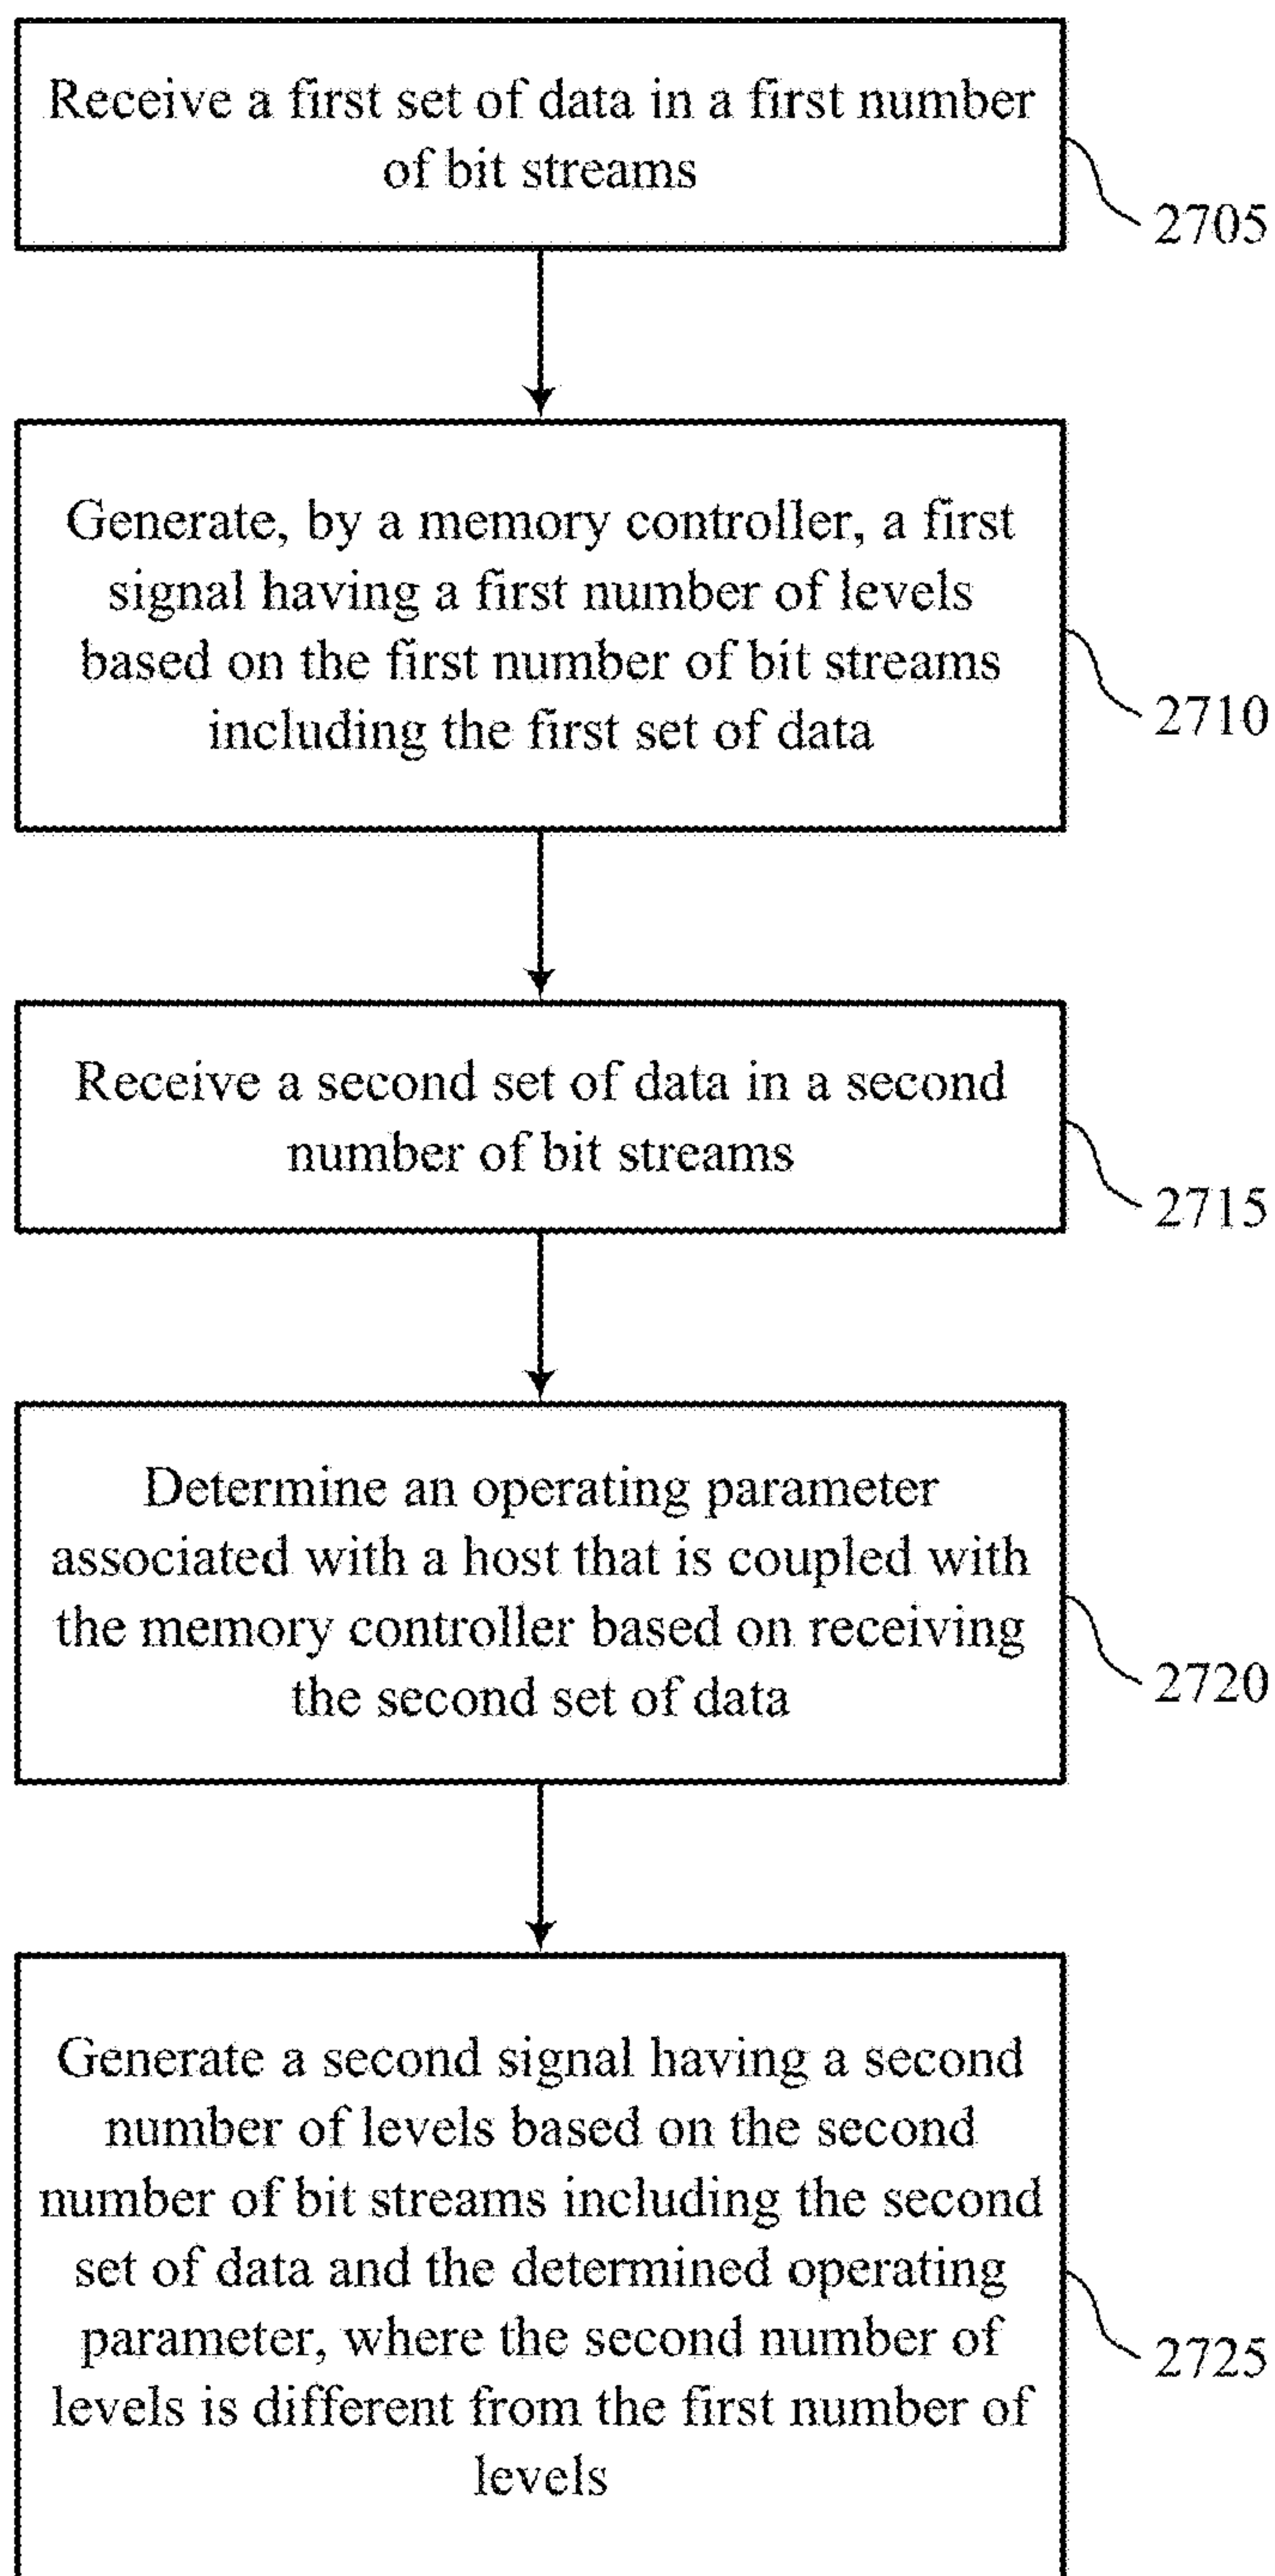 Receive a first set of data in a first number
of bit streams
2705
Generate, by a memory controller, a first
signal having a first number of levels
based on the first number of bit streams
including the first set of data
2710
Receive a second set of data in a second
number of bit streams
2715
Determine an operating parameter
associated with a host that is coupled with
the memory controller based on receiving
the second set of data
2720
Generate a second signal having a second
number of levels based on the second
number of bit streams including the second
set of data and the determined operating
parameter, where the second number of
levels is different from the first number of
levels
2725